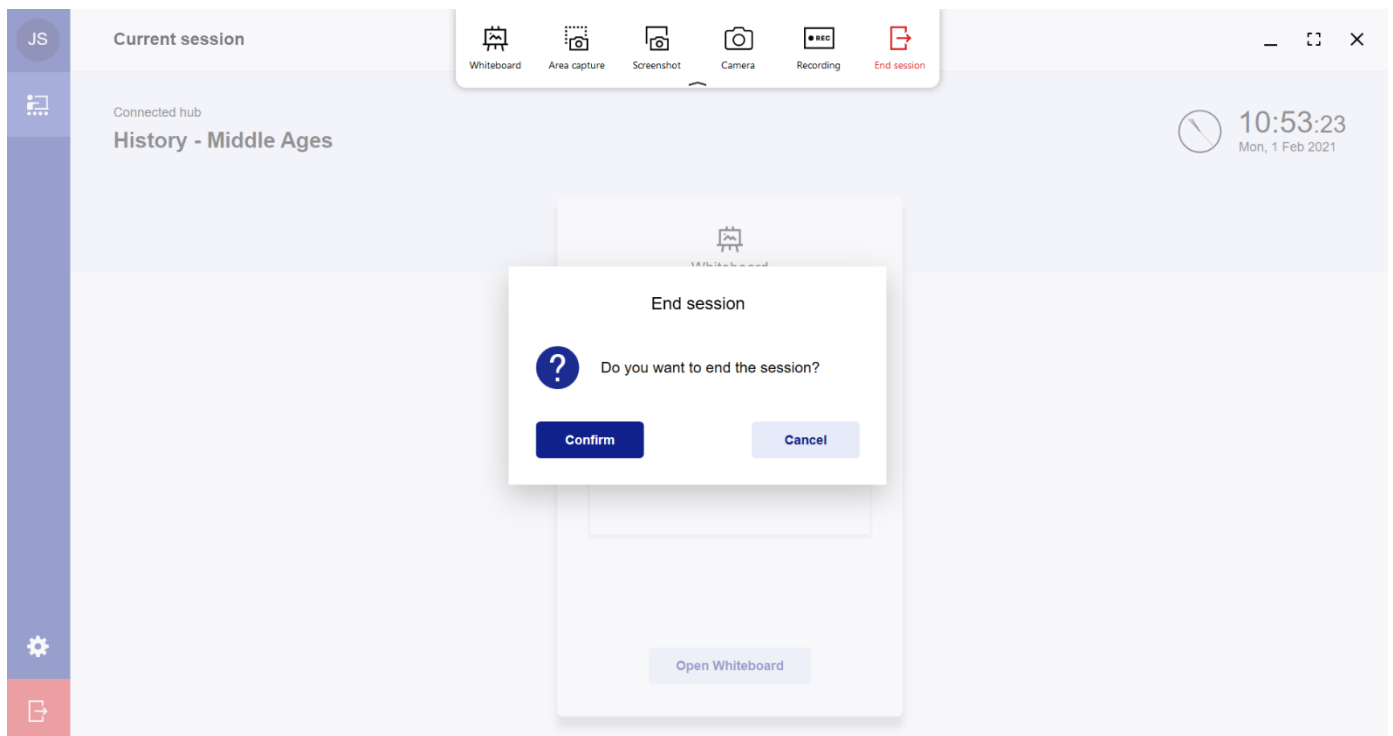 JS
Current session
Whiteboard
Area capture
Screenshot
Camera
REC
Recording
End session
Connected hub
History - Middle Ages
10:53:23
Mon, 1 Feb 2021
Whiteboard
End session
?
Do you want to end the session?
Confirm
Cancel
Open Whiteboard